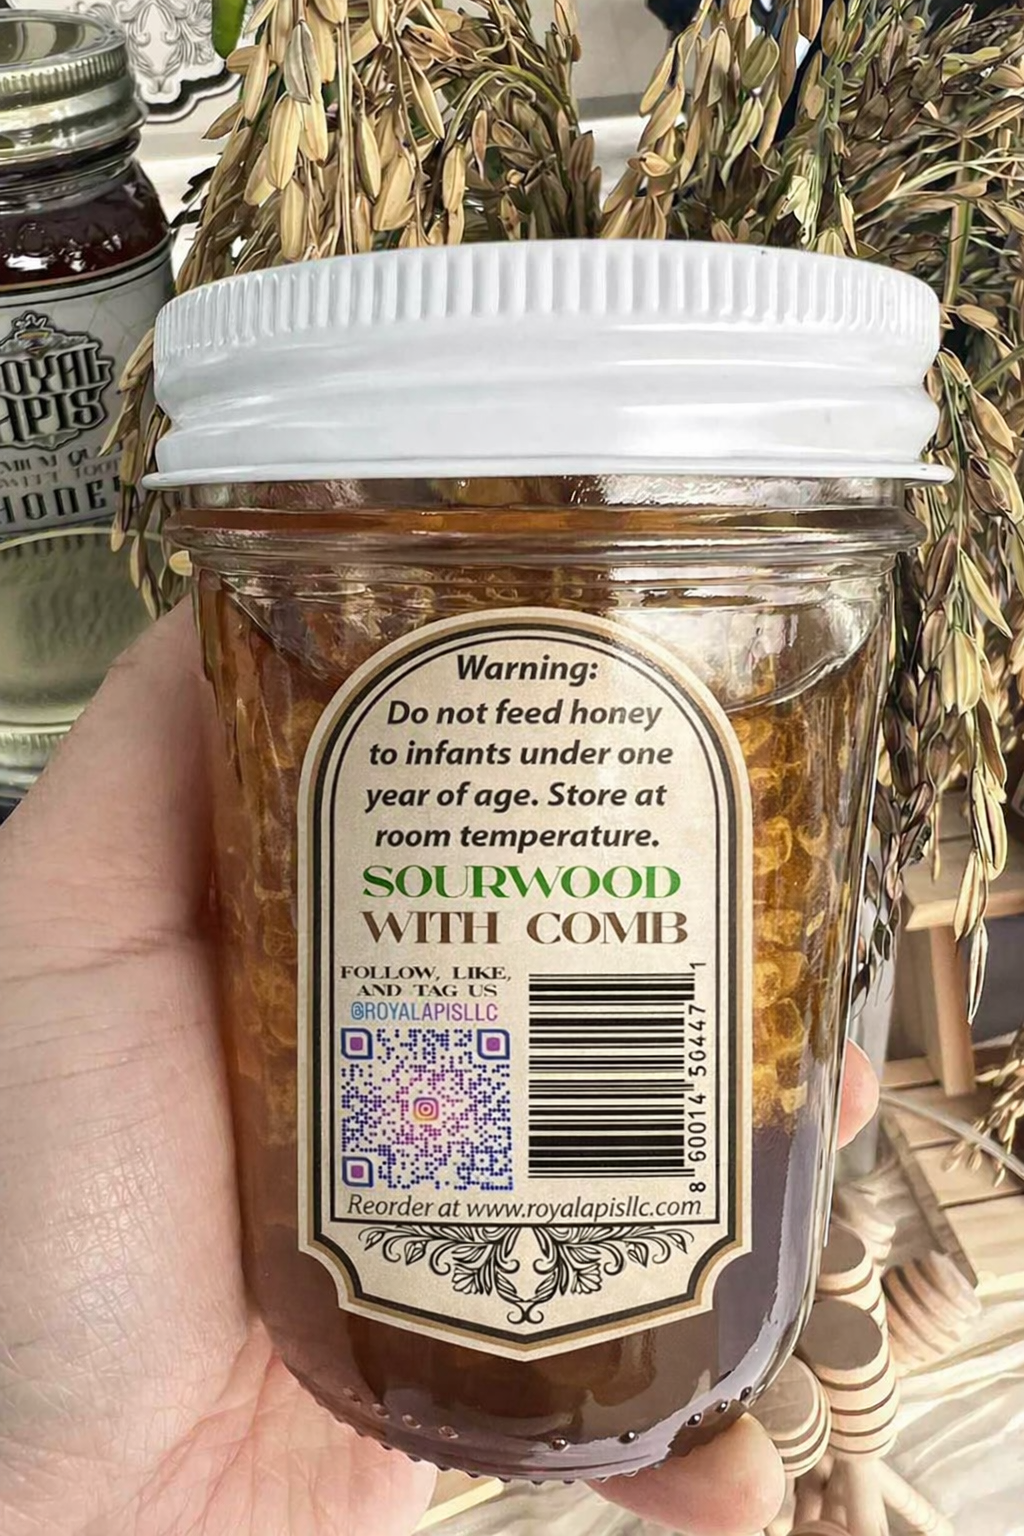 ROYAL
APIS
HONE
Warning:
Do not feed honey
to infants under one
year of age. Store at
room temperature.
SOURWOOD
WITH COMB
FOLLOW, LIKE,
AND TAG US
@ROYALAPISLLC
8 60014 50447 1
Reorder at www.royalapisllc.com